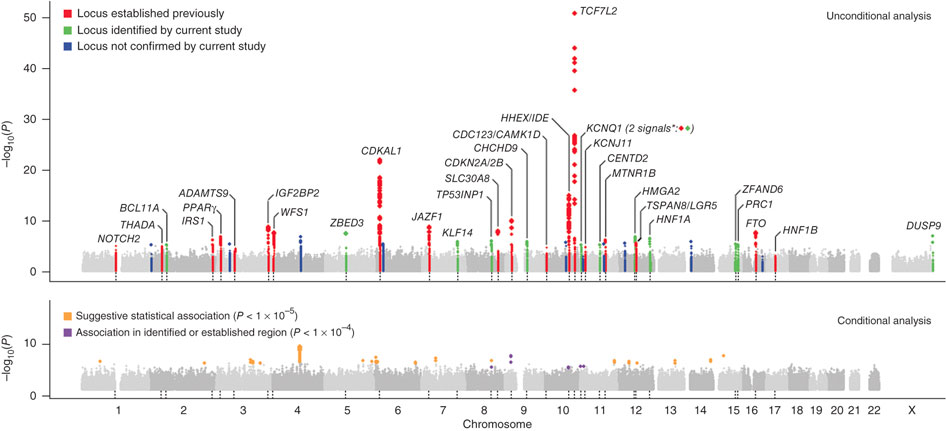 50
40
30
20
10
0
–log10(P)
Locus established previously
Locus identified by current study
Locus not confirmed by current study
Unconditional analysis
TCF7L2
HHEX/IDE
KCNQ1 (2 signals*: )
CDC123/CAMK1D
KCNJ11
CHCHD9
CENTD2
CDKN2A/2B
MTNR1B
CDKAL1
SLC30A8
HMGA2
ADAMTS9
IGF2BP2
TP53INP1
TSPAN8/LGR5
ZFAND6
BCL11A
PPARγ
WFS1
HNF1A
PRC1
THADA
IRS1
ZBED3
JAZF1
KLF14
FTO
HNF1B
DUSP9
NOTCH2
10
0
–log10(P)
Suggestive statistical association (P < 1 × 10–5)
Association in identified or established region (P < 1 × 10–4)
Conditional analysis
1 2 3 4 5 6 7 8 9 10 11 12 13 14 15 16 17 18 19 20 21 22 X
Chromosome